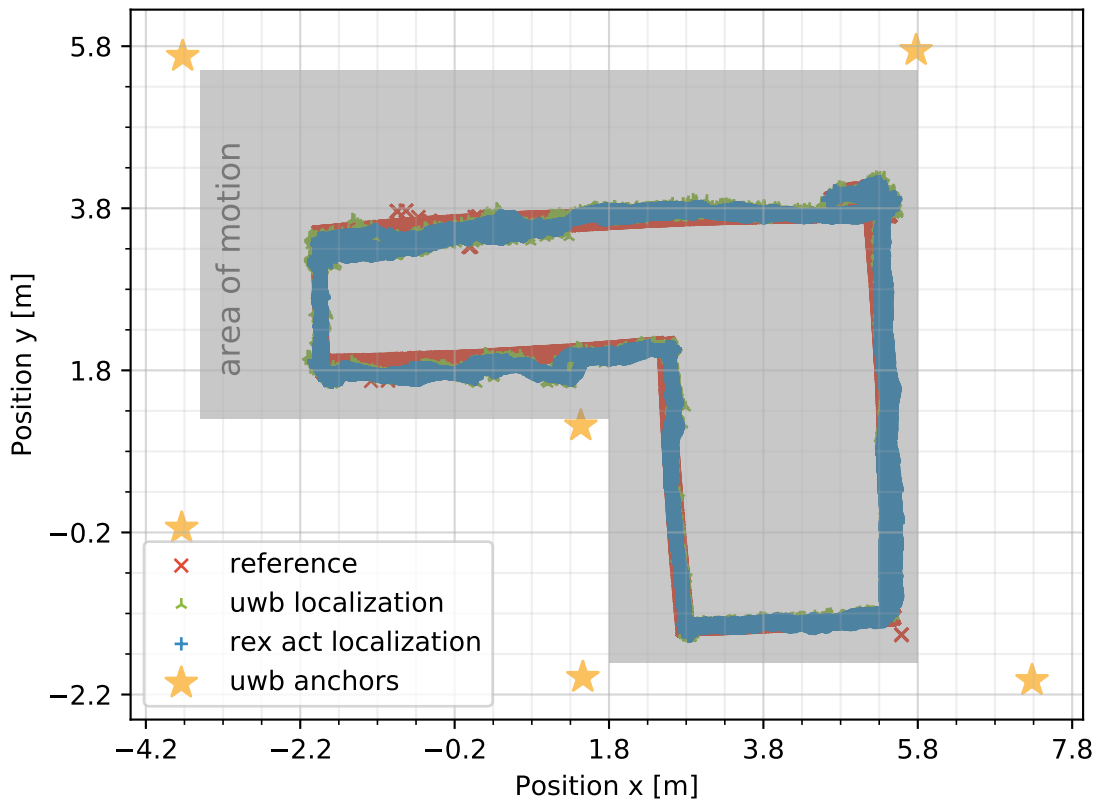 5.8
3.8
1.8
−0.2
−2.2
Position y [m]
area of motion
reference
uwb localization
rex act localization
uwb anchors
−4.2 −2.2 −0.2 1.8 3.8 5.8 7.8
Position x [m]